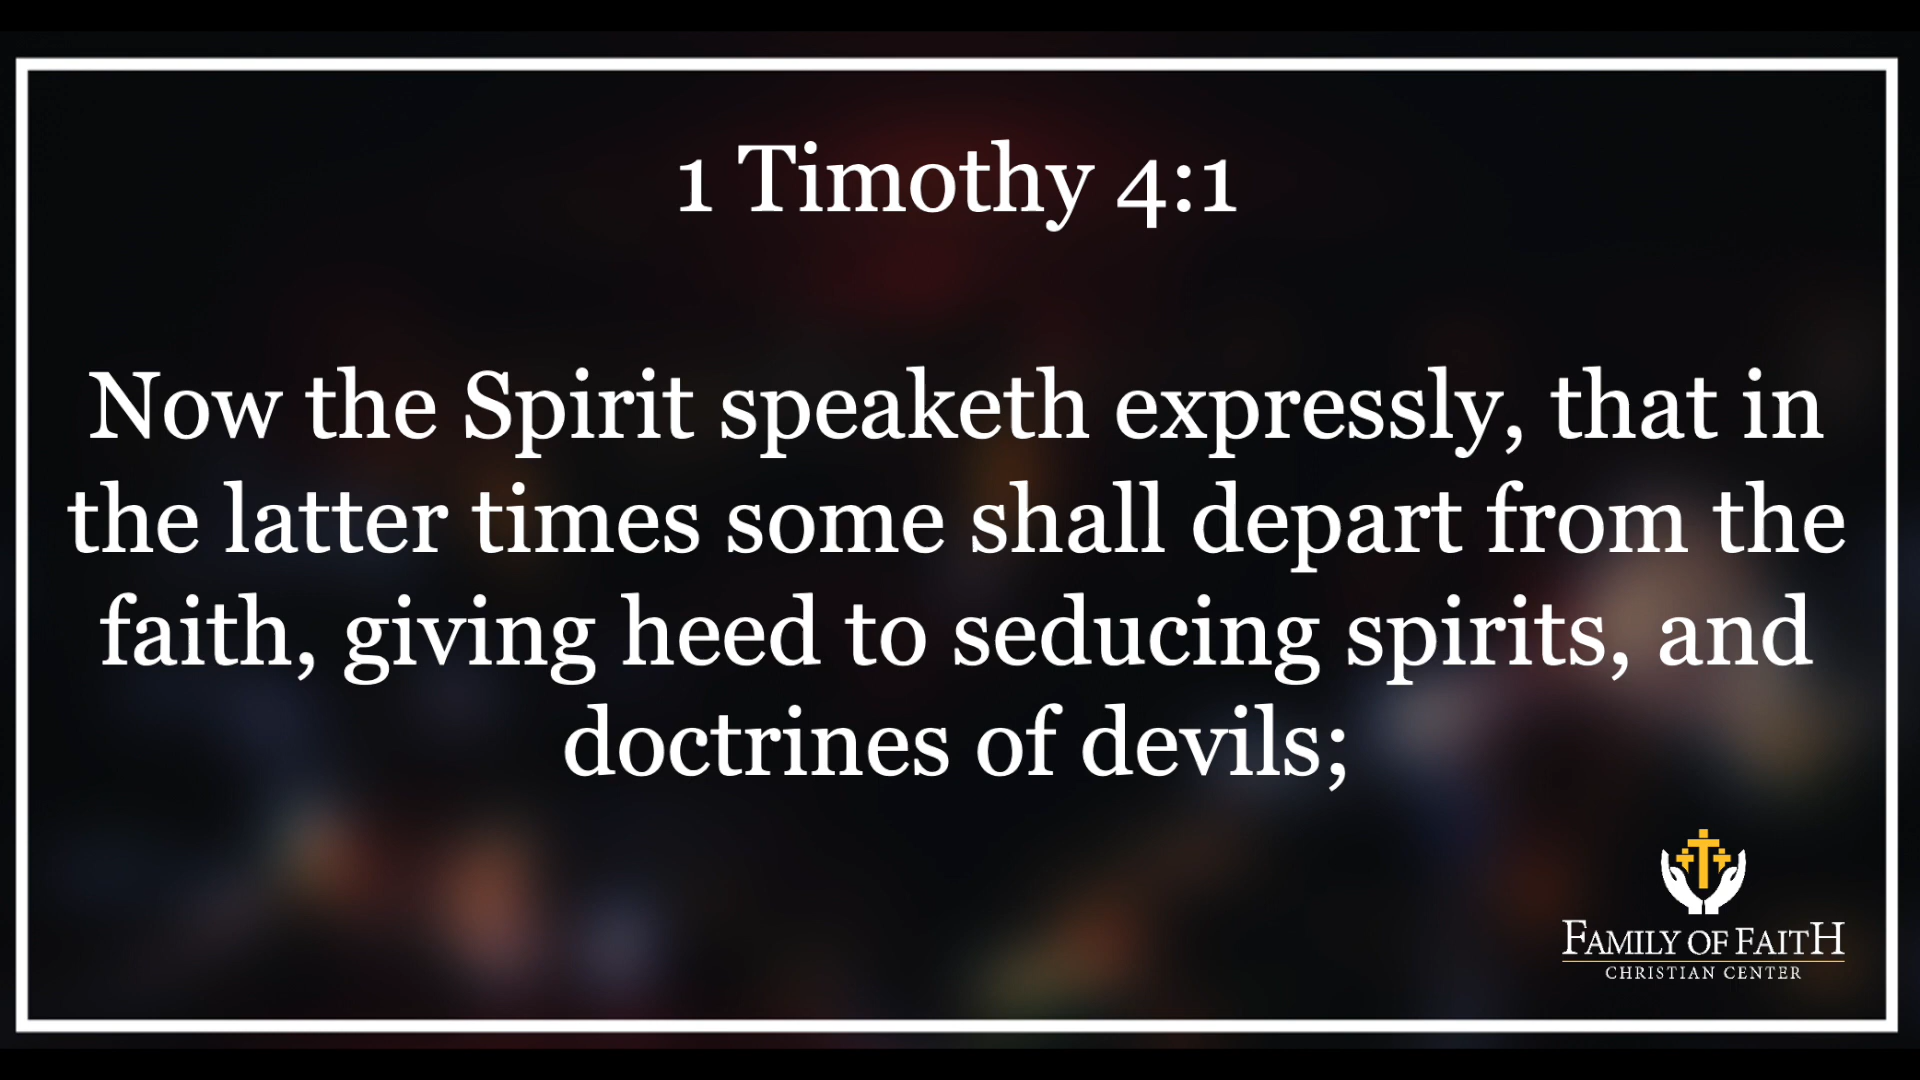 1 Timothy 4:1
Now the Spirit speaketh expressly, that in
the latter times some shall depart from the
faith, giving heed to seducing spirits, and
doctrines of devils;
FAMILY OF FAITH
CHRISTIAN CENTER